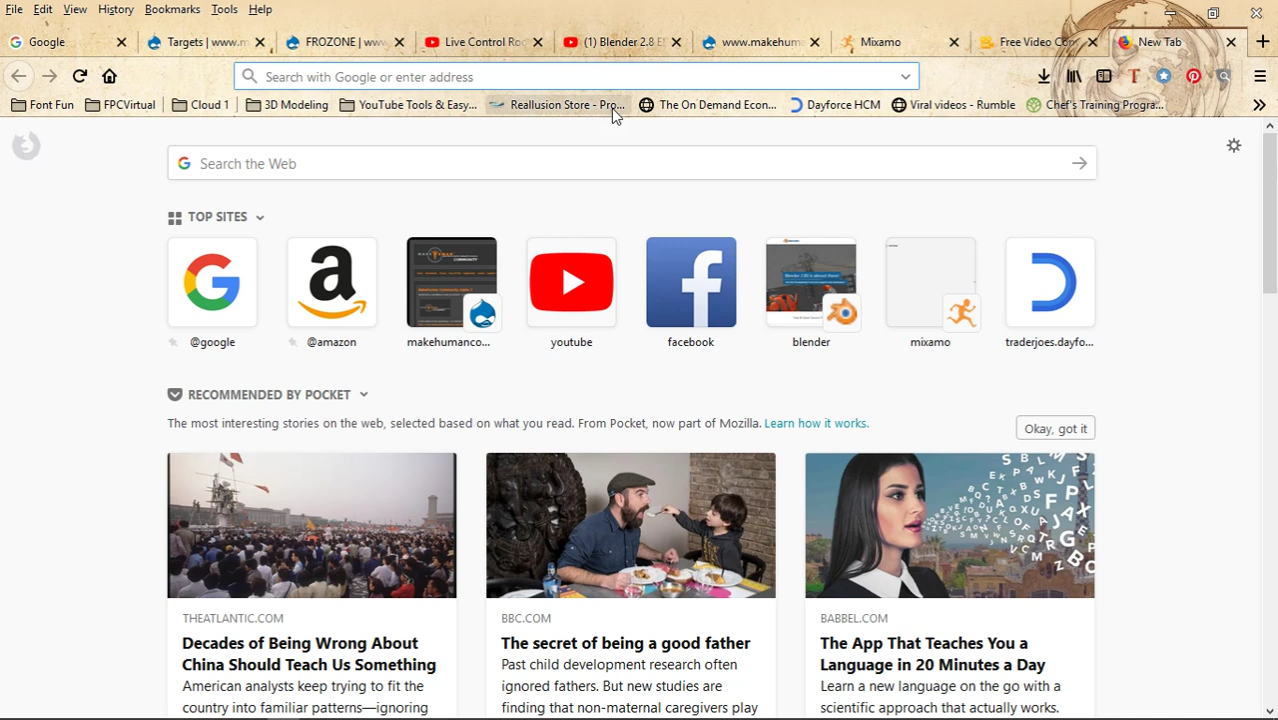 File Edit View History Bookmarks Tools Help
Google Targets | www.m FROZONE | www Live Control Ro (1) Blender 2.8 E www.makehum Mixamo Free Video Co New Tab
Search with Google or enter address
Font Fun FPCVirtual Cloud 1 3D Modeling YouTube Tools & Easy... Reallusion Store - Pro... The On Demand Econ... Dayforce HCM Viral videos - Rumble Chef's Training Progra...
Search the Web
TOP SITES
@google @amazon makehumanco... youtube facebook blender mixamo traderjoes.dayfo...
RECOMMENDED BY POCKET
The most interesting stories on the web, selected based on what you read. From Pocket, now part of Mozilla. Learn how it works.
Okay, got it
THEATLANTIC.COM
Decades of Being Wrong About
China Should Teach Us Something
American analysts keep trying to fit the
country into familiar patterns—ignoring
BBC.COM
The secret of being a good father
Past child development research often
ignored fathers. But new studies are
finding that non-maternal caregivers play
BABBEL.COM
The App That Teaches You a
Language in 20 Minutes a Day
Learn a new language on the go with a
scientific approach that actually works.